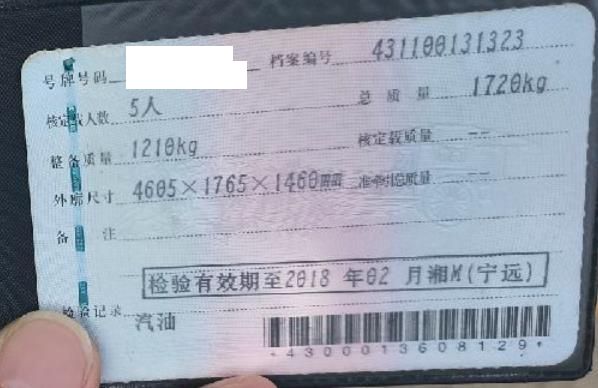 号牌号码 档案编号 431100131323
核定载人数 5人 总质量 1720kg
整备质量 1210kg 核定载质量 --
外廓尺寸 4605×1765×1460mm 准牵引总质量 --
备注
检验有效期至2018 年02 月湘M(宁远)
检验记录
汽油
*4300013608129*